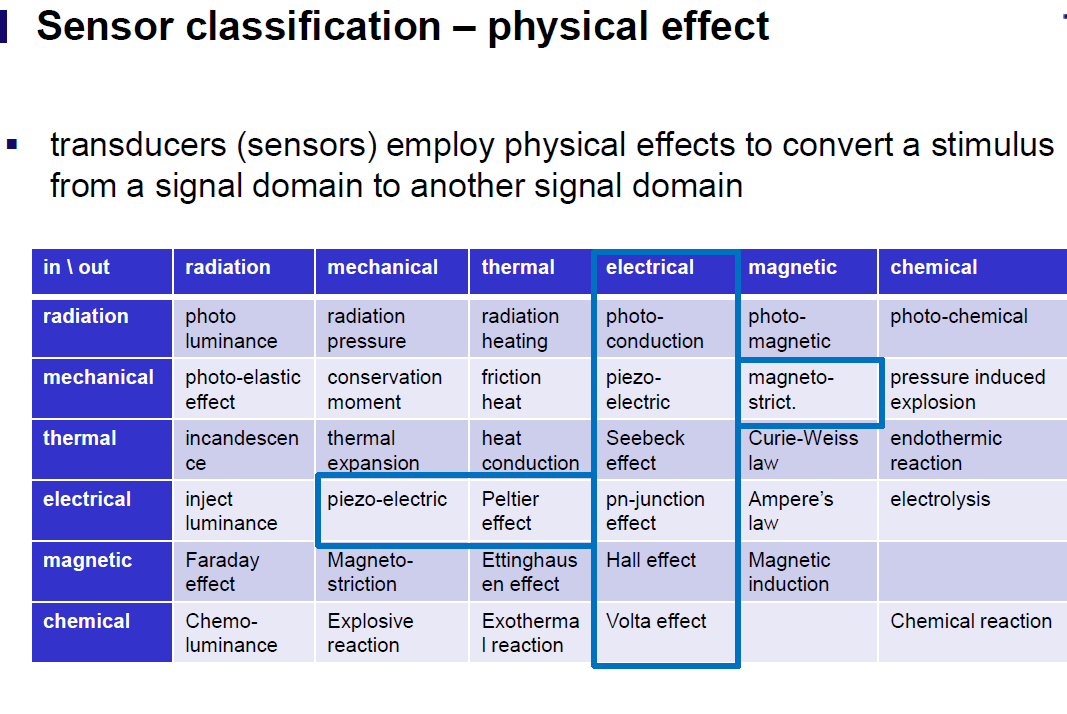 Sensor classification – physical effect
▪ transducers (sensors) employ physical effects to convert a stimulus
from a signal domain to another signal domain
in \ out radiation mechanical thermal electrical magnetic chemical
radiation photo luminance radiation pressure radiation heating photo-conduction photo-magnetic photo-chemical
mechanical photo-elastic effect conservation moment friction heat piezo-electric magneto-strict. pressure induced explosion
thermal incandescence thermal expansion heat conduction Seebeck effect Curie-Weiss law endothermic reaction
electrical inject luminance piezo-electric Peltier effect pn-junction effect Ampere's law electrolysis
magnetic Faraday effect Magneto-striction Ettinghausen effect Hall effect Magnetic induction
chemical Chemo-luminance Explosive reaction Exothermal reaction Volta effect Chemical reaction